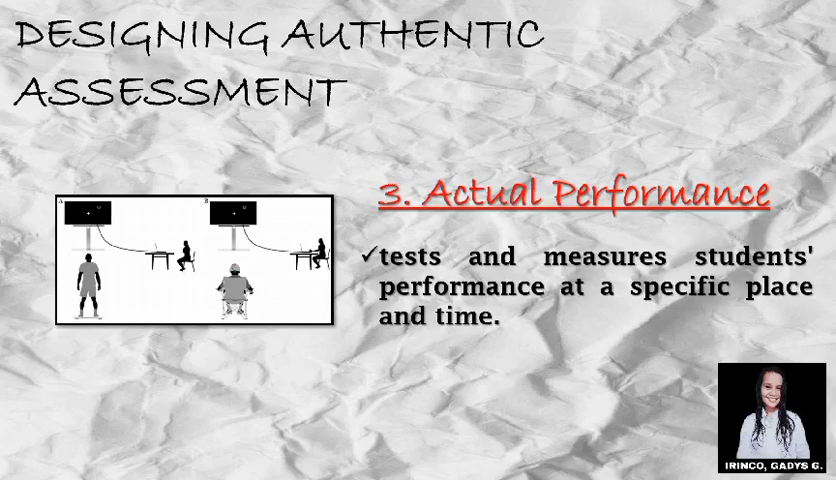 DESIGNING AUTHENTIC
ASSESSMENT
A
B
3. Actual Performance
✓tests and measures students'
performance at a specific place
and time.
IRINCO, GADYS G.